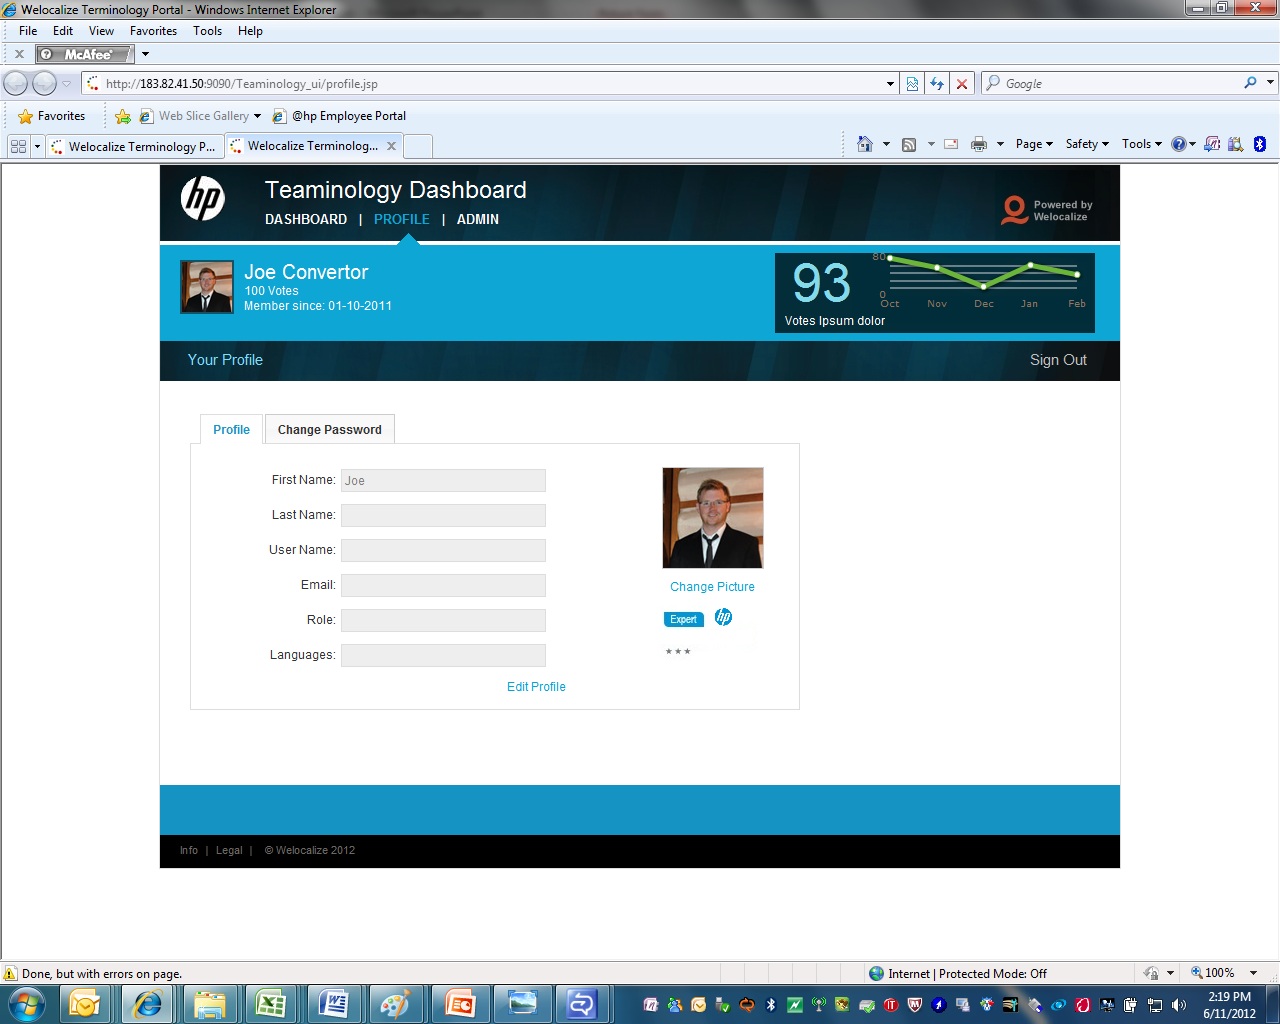 Welocalize Terminology Portal - Windows Internet Explorer
File Edit View Favorites Tools Help
McAfee
http://183.82.41.50:9090/Teaminology_ui/profile.jsp
Google
Favorites Web Slice Gallery @hp Employee Portal
Welocalize Terminology P... Welocalize Terminolog... Page Safety Tools
hp
Teaminology Dashboard
DASHBOARD | PROFILE | ADMIN
Powered by
Welocalize
Joe Convertor
100 Votes
Member since: 01-10-2011
93
Votes Ipsum dolor
80
0
Oct Nov Dec Jan Feb
Your Profile Sign Out
Profile Change Password
First Name: Joe
Last Name:
User Name:
Email:
Role:
Languages:
Edit Profile
Change Picture
Expert hp
Info | Legal | © Welocalize 2012
Done, but with errors on page. Internet | Protected Mode: Off 100%
2:19 PM
6/11/2012